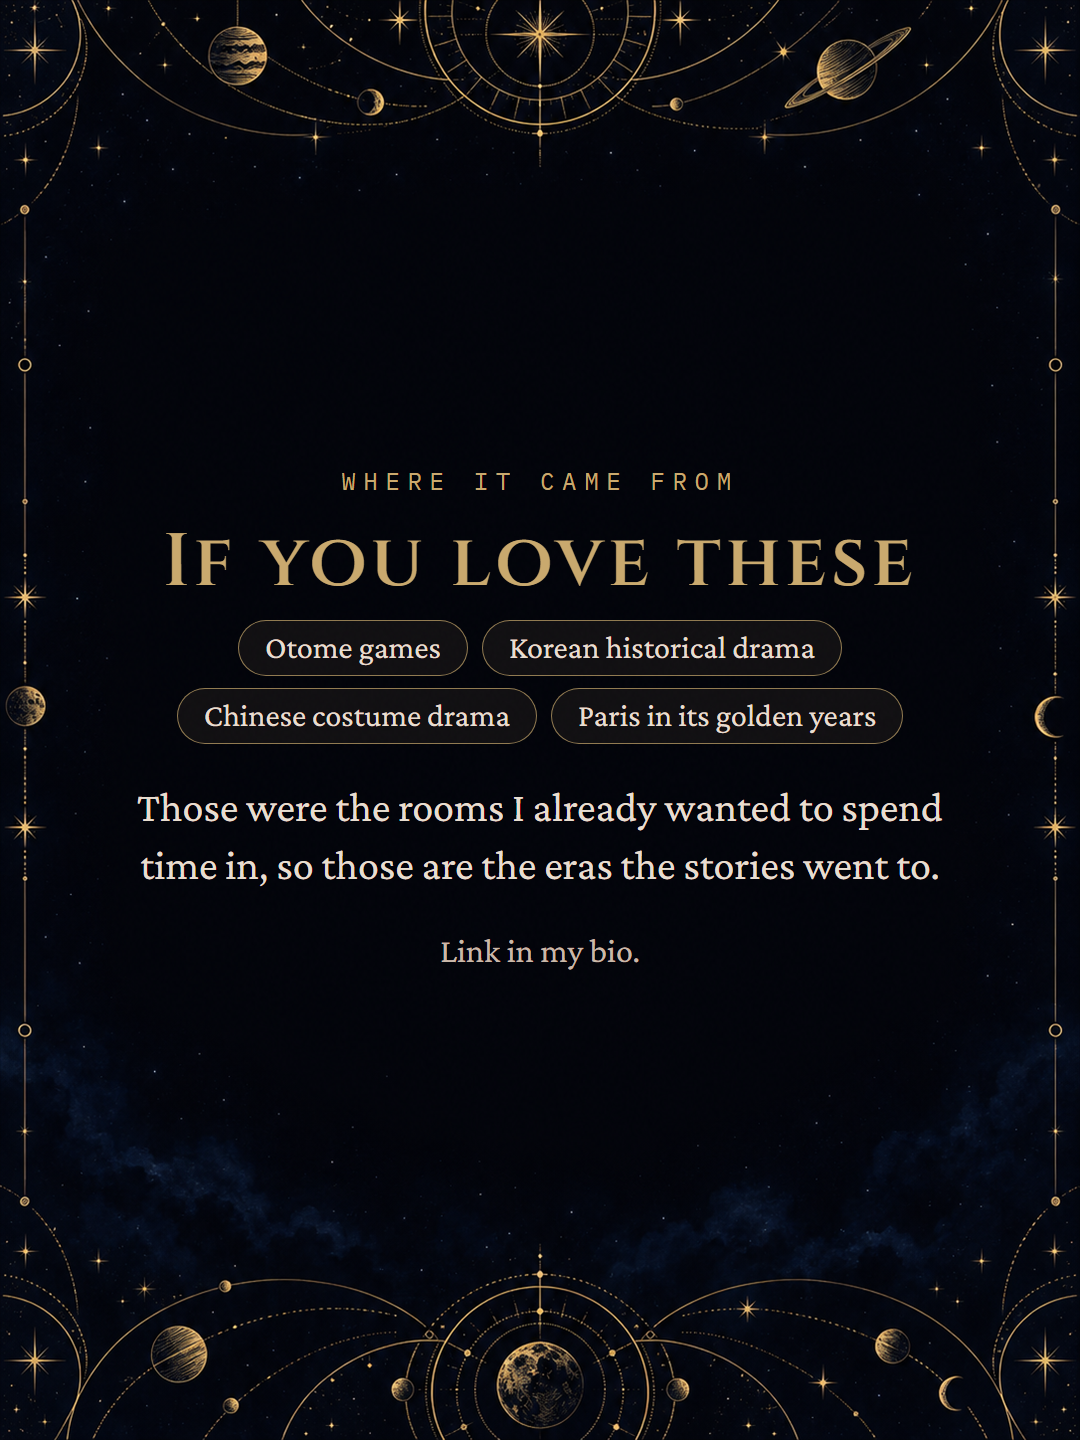 WHERE IT CAME FROM
IF YOU LOVE THESE
Otome games Korean historical drama
Chinese costume drama Paris in its golden years
Those were the rooms I already wanted to spend
time in, so those are the eras the stories went to.
Link in my bio.